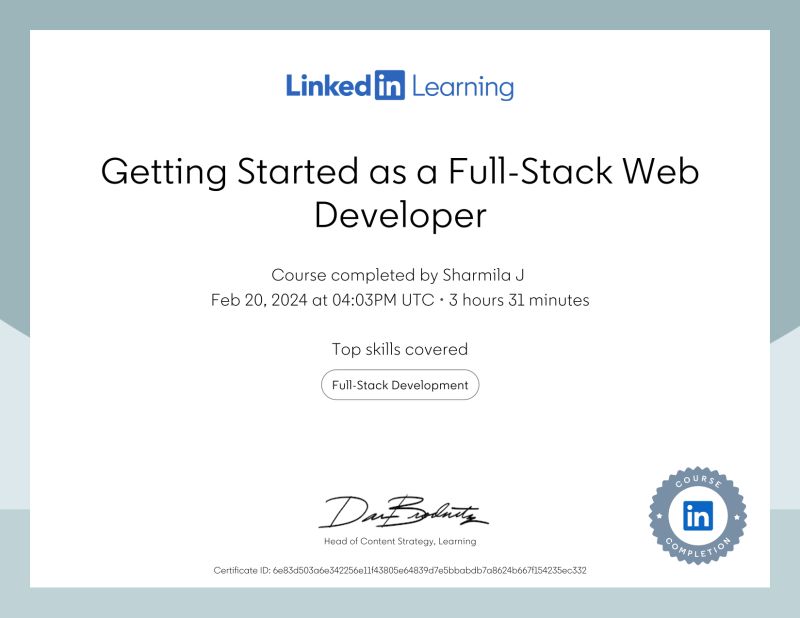 Linked in Learning
Getting Started as a Full-Stack Web
Developer
Course completed by Sharmila J
Feb 20, 2024 at 04:03PM UTC • 3 hours 31 minutes
Top skills covered
Full-Stack Development
Dan Brodnitz
Head of Content Strategy, Learning
COURSE
in
COMPLETION
Certificate ID: 6e83d503a6e342256e11f43805e64839d7e5bbabdb7a8624b667f154235ec332